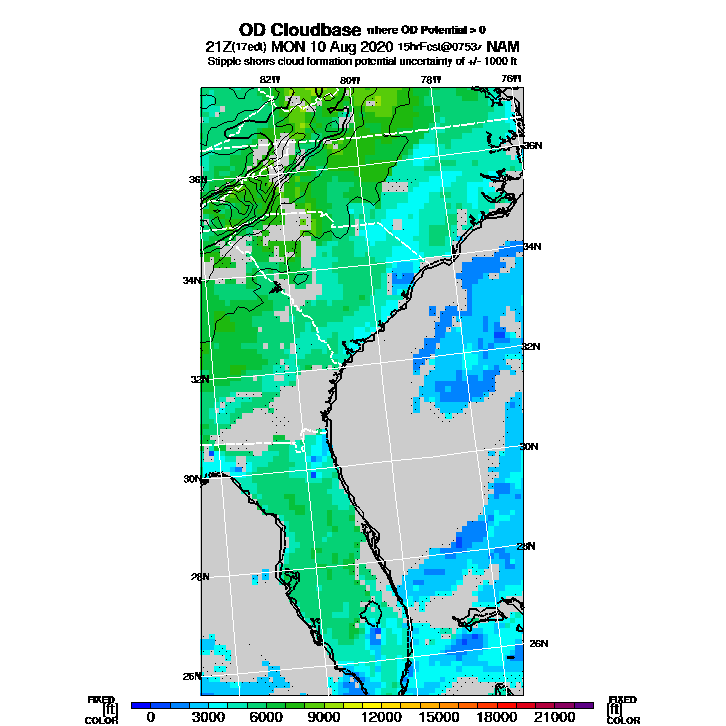 OD Cloudbase where OD Potential > 0
21Z(17edt) MON 10 Aug 2020 15hrFcst@0753z NAM
Stipple shows cloud formation potential uncertainty of +/- 1000 ft
82W 80W 78W 76W
36N
36N
34N
34N
32N
32N
30N
30N
28N
28N
26N
26N
FIXED FIXED
[ft] [ft]
COLOR 0 3000 6000 9000 12000 15000 18000 21000 COLOR